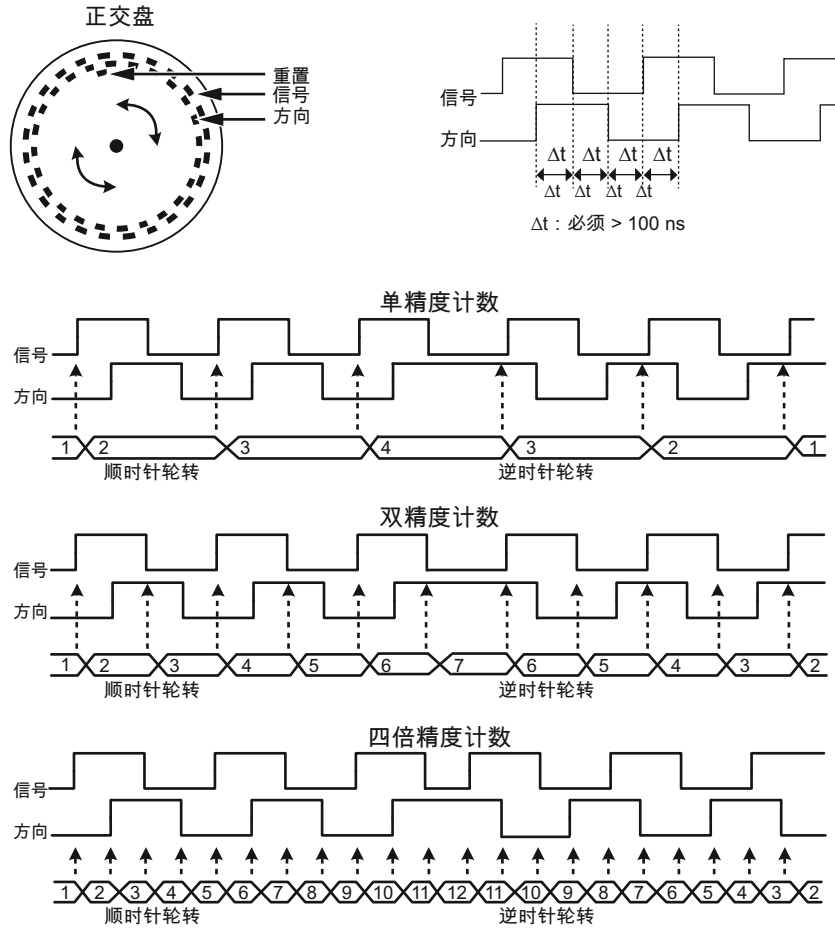 正交盘
重置
信号
方向
信号
方向
Δt Δt Δt Δt
Δt Δt Δt Δt
Δt：必须 > 100 ns
单精度计数
信号
方向
1 2 3 4 3 2 1
顺时针轮转 逆时针轮转
双精度计数
信号
方向
1 2 3 4 5 6 7 6 5 4 3 2
顺时针轮转 逆时针轮转
四倍精度计数
信号
方向
1 2 3 4 5 6 7 8 9 10 11 12 11 10 9 8 7 6 5 4 3 2
顺时针轮转 逆时针轮转